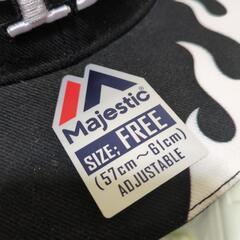 Majestic
SIZE; FREE
(57cm~61cm)
ADJUSTABLE